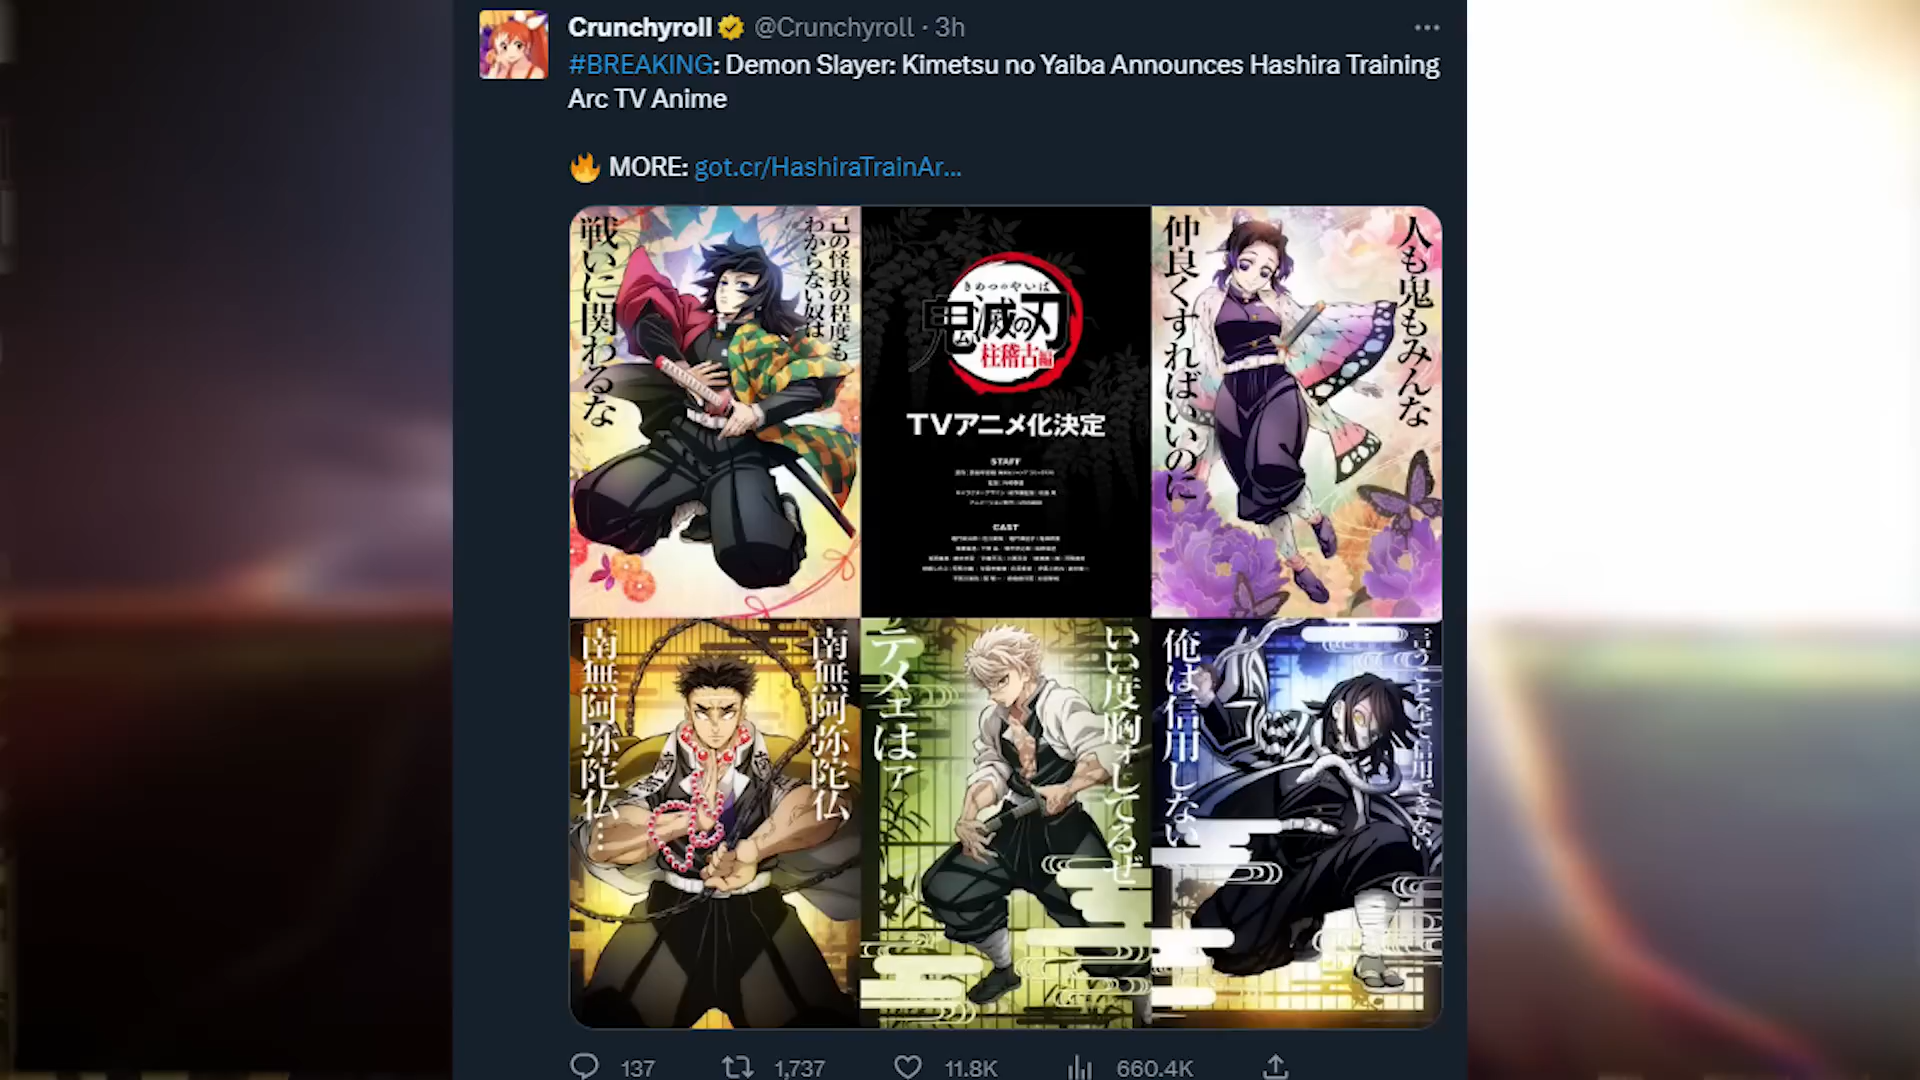 Crunchyroll @Crunchyroll · 3h
#BREAKING: Demon Slayer: Kimetsu no Yaiba Announces Hashira Training
Arc TV Anime
🔥 MORE: got.cr/HashiraTrainAr...
己の怪我の程度も
わからない奴は
戦いに関わるな
きめつのやいば
鬼滅の刃
柱稽古編
TVアニメ化決定
STAFF
CAST
人も鬼もみんな
仲良くすればいいのに
南無阿弥陀仏
南無阿弥陀仏…
いい度胸ォしてるぜ
テメェはァ
言うこと全て信用できない
俺は信用しない
137 1,737 11.8K 660.4K